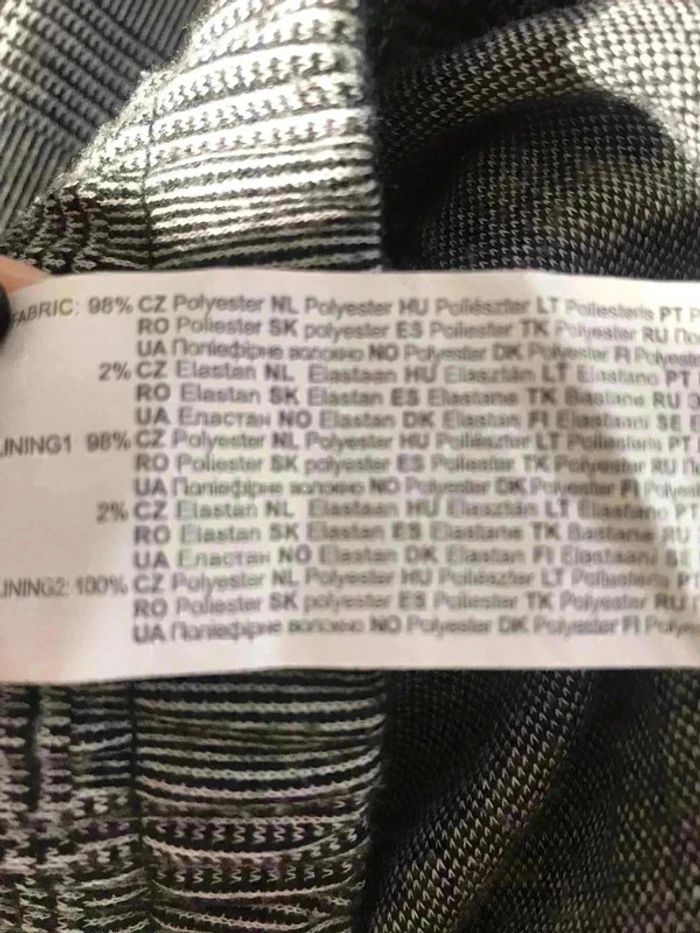 FABRIC: 98% CZ Polyester NL Polyester HU Poliészter LT Poliesteris PT P
RO Poliester SK polyester ES Poliester TK Polyester RU По
UA Поліефірне волокно NO Polyester DK Polyester FI Polyes
2% CZ Elastan NL Elastaan HU Elasztán LT Elastano PT
RO Elastan SK Elastan ES Elastane TK Elastane RU Э
UA Еластан NO Elastan DK Elastan FI Elastaani SE E
LINING1 98% CZ Polyester NL Polyester HU Poliészter LT Poliesteris PT
RO Poliester SK polyester ES Poliester TK Polyester RU П
UA Поліефірне волокно NO Polyester DK Polyester FI Polyes
2% CZ Elastan NL Elastaan HU Elasztán LT Elastano PT
RO Elastan SK Elastan ES Elastane TK Elastane RU
UA Еластан NO Elastan DK Elastan FI Elastaani SE
LINING2: 100% CZ Polyester NL Polyester HU Poliészter LT Poliesteris P
RO Poliester SK polyester ES Poliester TK Polyester RU
UA Поліефірне волокно NO Polyester DK Polyester FI Polyes